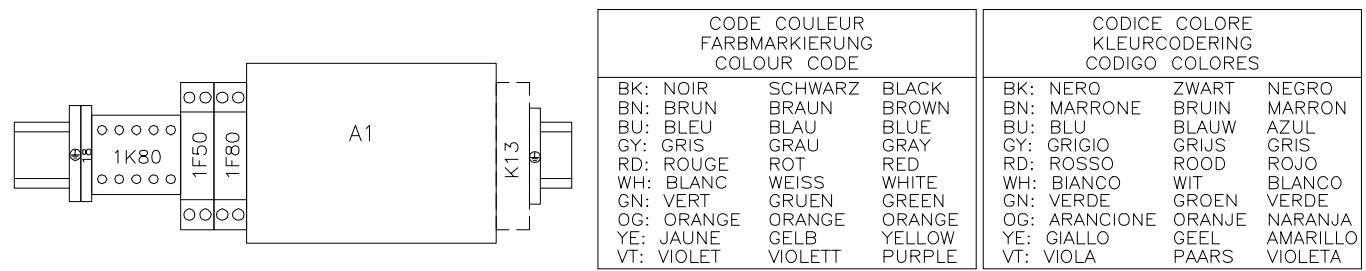 18
1K80
1F50
1F80
A1
K13
CODE COULEUR
FARBMARKIERUNG
COLOUR CODE
BK: NOIR SCHWARZ BLACK
BN: BRUN BRAUN BROWN
BU: BLEU BLAU BLUE
GY: GRIS GRAU GRAY
RD: ROUGE ROT RED
WH: BLANC WEISS WHITE
GN: VERT GRUEN GREEN
OG: ORANGE ORANGE ORANGE
YE: JAUNE GELB YELLOW
VT: VIOLET VIOLETT PURPLE
CODICE COLORE
KLEURCODERING
CODIGO COLORES
BK: NERO ZWART NEGRO
BN: MARRONE BRUIN MARRON
BU: BLU BLAUW AZUL
GY: GRIGIO GRIJS GRIS
RD: ROSSO ROOD ROJO
WH: BIANCO WIT BLANCO
GN: VERDE GROEN VERDE
OG: ARANCIONE ORANJE NARANJA
YE: GIALLO GEEL AMARILLO
VT: VIOLA PAARS VIOLETA